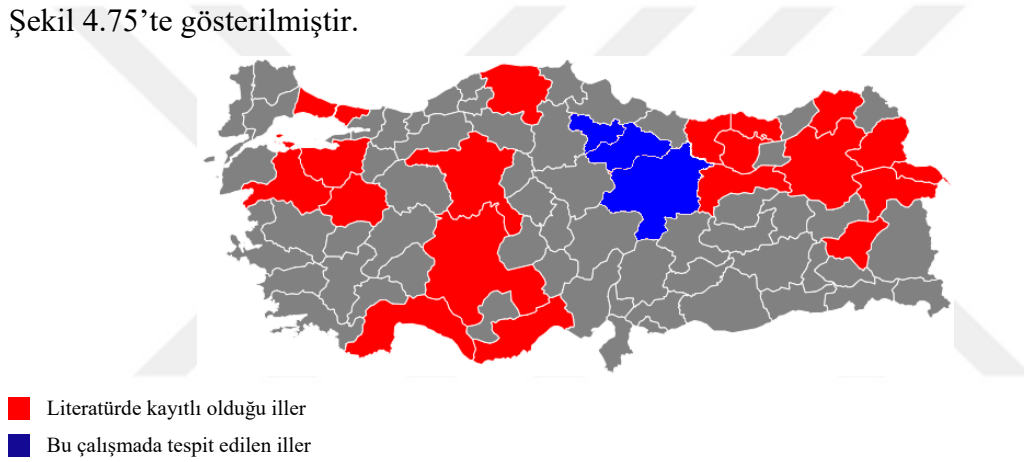 Şekil 4.75’te gösterilmiştir.
Literatürde kayıtlı olduğu iller
Bu çalışmada tespit edilen iller